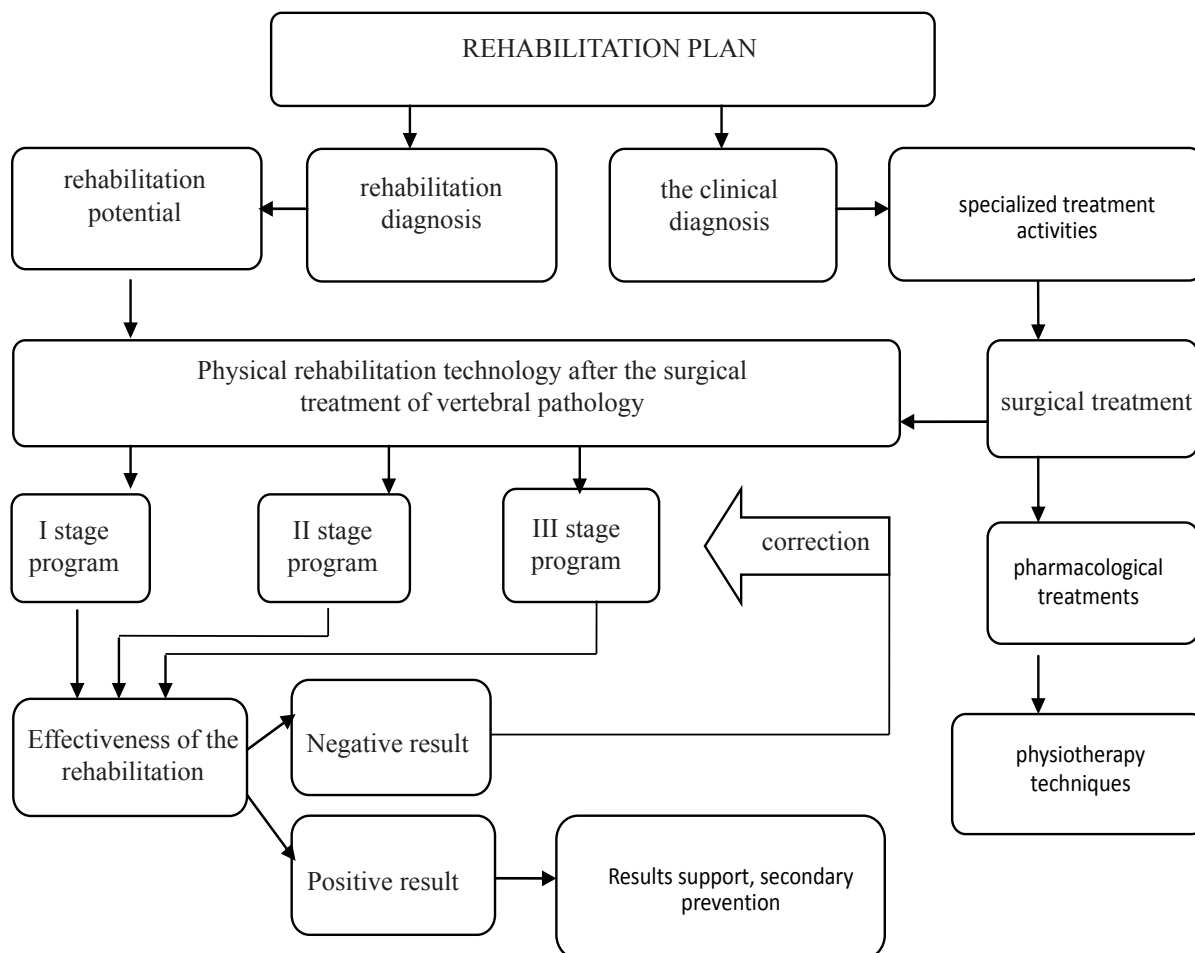 REHABILITATION PLAN
rehabilitation
potential
rehabilitation
diagnosis
the clinical
diagnosis
specialized treatment
activities
Physical rehabilitation technology after the surgical
treatment of vertebral pathology
surgical treatment
I stage
program
II stage
program
III stage
program
correction
pharmacological
treatments
Effectiveness of the
rehabilitation
Negative result
physiotherapy
techniques
Positive result
Results support, secondary
prevention